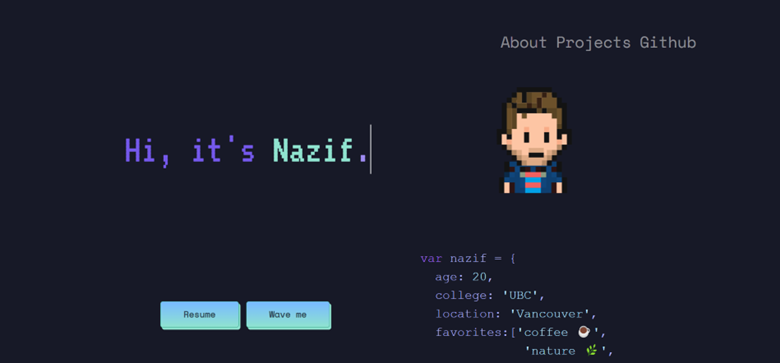 About Projects Github
Hi, it's Nazif.
var nazif = {
age: 20,
college: 'UBC',
location: 'Vancouver',
favorites:['coffee ☕',
'nature 🌿',
Resume
Wave me